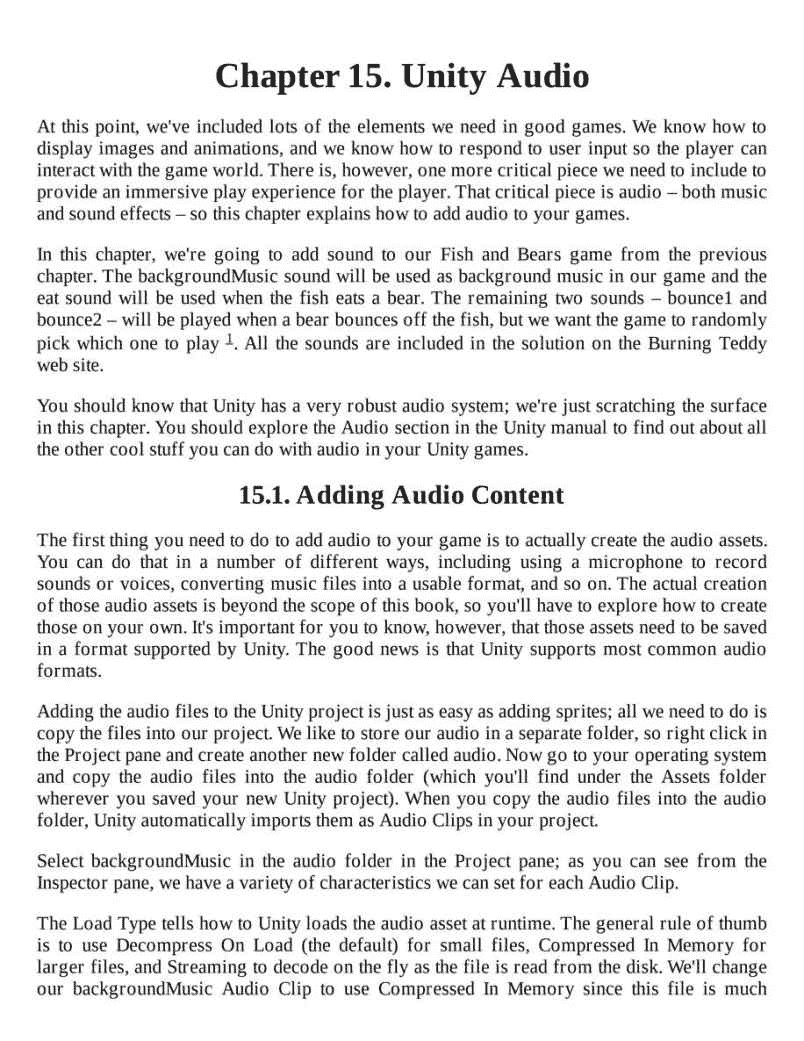 Chapter 15. Unity Audio
At this point, we've included lots of the elements we need in good games. We know how to
display images and animations, and we know how to respond to user input so the player can
interact with the game world. There is, however, one more critical piece we need to include to
provide an immersive play experience for the player. That critical piece is audio – both music
and sound effects – so this chapter explains how to add audio to your games.
In this chapter, we're going to add sound to our Fish and Bears game from the previous
chapter. The backgroundMusic sound will be used as background music in our game and the
eat sound will be used when the fish eats a bear. The remaining two sounds – bounce1 and
bounce2 – will be played when a bear bounces off the fish, but we want the game to randomly
pick which one to play 1. All the sounds are included in the solution on the Burning Teddy
web site.
You should know that Unity has a very robust audio system; we're just scratching the surface
in this chapter. You should explore the Audio section in the Unity manual to find out about all
the other cool stuff you can do with audio in your Unity games.
15.1. Adding Audio Content
The first thing you need to do to add audio to your game is to actually create the audio assets.
You can do that in a number of different ways, including using a microphone to record
sounds or voices, converting music files into a usable format, and so on. The actual creation
of those audio assets is beyond the scope of this book, so you'll have to explore how to create
those on your own. It's important for you to know, however, that those assets need to be saved
in a format supported by Unity. The good news is that Unity supports most common audio
formats.
Adding the audio files to the Unity project is just as easy as adding sprites; all we need to do is
copy the files into our project. We like to store our audio in a separate folder, so right click in
the Project pane and create another new folder called audio. Now go to your operating system
and copy the audio files into the audio folder (which you'll find under the Assets folder
wherever you saved your new Unity project). When you copy the audio files into the audio
folder, Unity automatically imports them as Audio Clips in your project.
Select backgroundMusic in the audio folder in the Project pane; as you can see from the
Inspector pane, we have a variety of characteristics we can set for each Audio Clip.
The Load Type tells how to Unity loads the audio asset at runtime. The general rule of thumb
is to use Decompress On Load (the default) for small files, Compressed In Memory for
larger files, and Streaming to decode on the fly as the file is read from the disk. We'll change
our backgroundMusic Audio Clip to use Compressed In Memory since this file is much